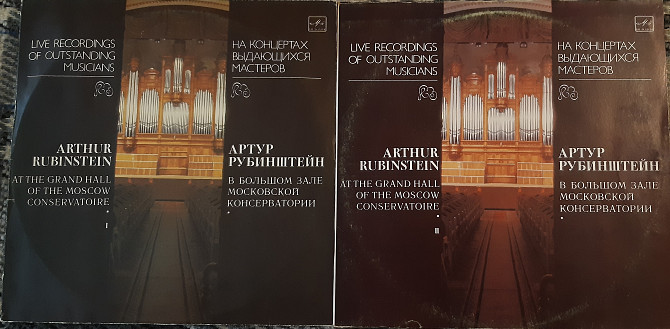 LIVE RECORDINGS
OF OUTSTANDING
MUSICIANS
НА КОНЦЕРТАХ
ВЫДАЮЩИХСЯ
МАСТЕРОВ
ARTHUR
RUBINSTEIN
AT THE GRAND HALL
OF THE MOSCOW
CONSERVATOIRE
I
АРТУР
РУБИНШТЕЙН
В БОЛЬШОМ ЗАЛЕ
МОСКОВСКОЙ
КОНСЕРВАТОРИИ
LIVE RECORDINGS
OF OUTSTANDING
MUSICIANS
НА КОНЦЕРТАХ
ВЫДАЮЩИХСЯ
МАСТЕРОВ
ARTHUR
RUBINSTEIN
AT THE GRAND HALL
OF THE MOSCOW
CONSERVATOIRE
II
АРТУР
РУБИНШТЕЙН
В БОЛЬШОМ ЗАЛЕ
МОСКОВСКОЙ
КОНСЕРВАТОРИИ